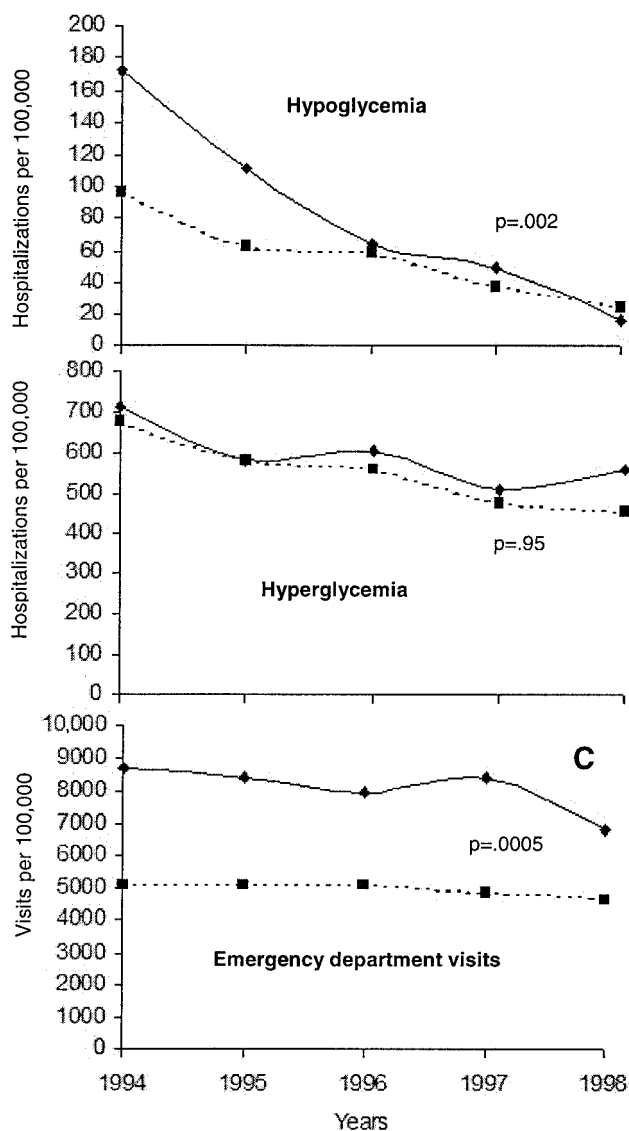 200
180
160
140
120
100
80
60
40
20
0
Hospitalizations per 100,000
Hypoglycemia
p=.002
800
700
600
500
400
300
200
100
0
Hospitalizations per 100,000
p=.95
Hyperglycemia
10,000
9000
8000
7000
6000
5000
4000
3000
2000
1000
0
Visits per 100,000
C
p=.0005
Emergency department visits
1994 1995 1996 1997 1998
Years